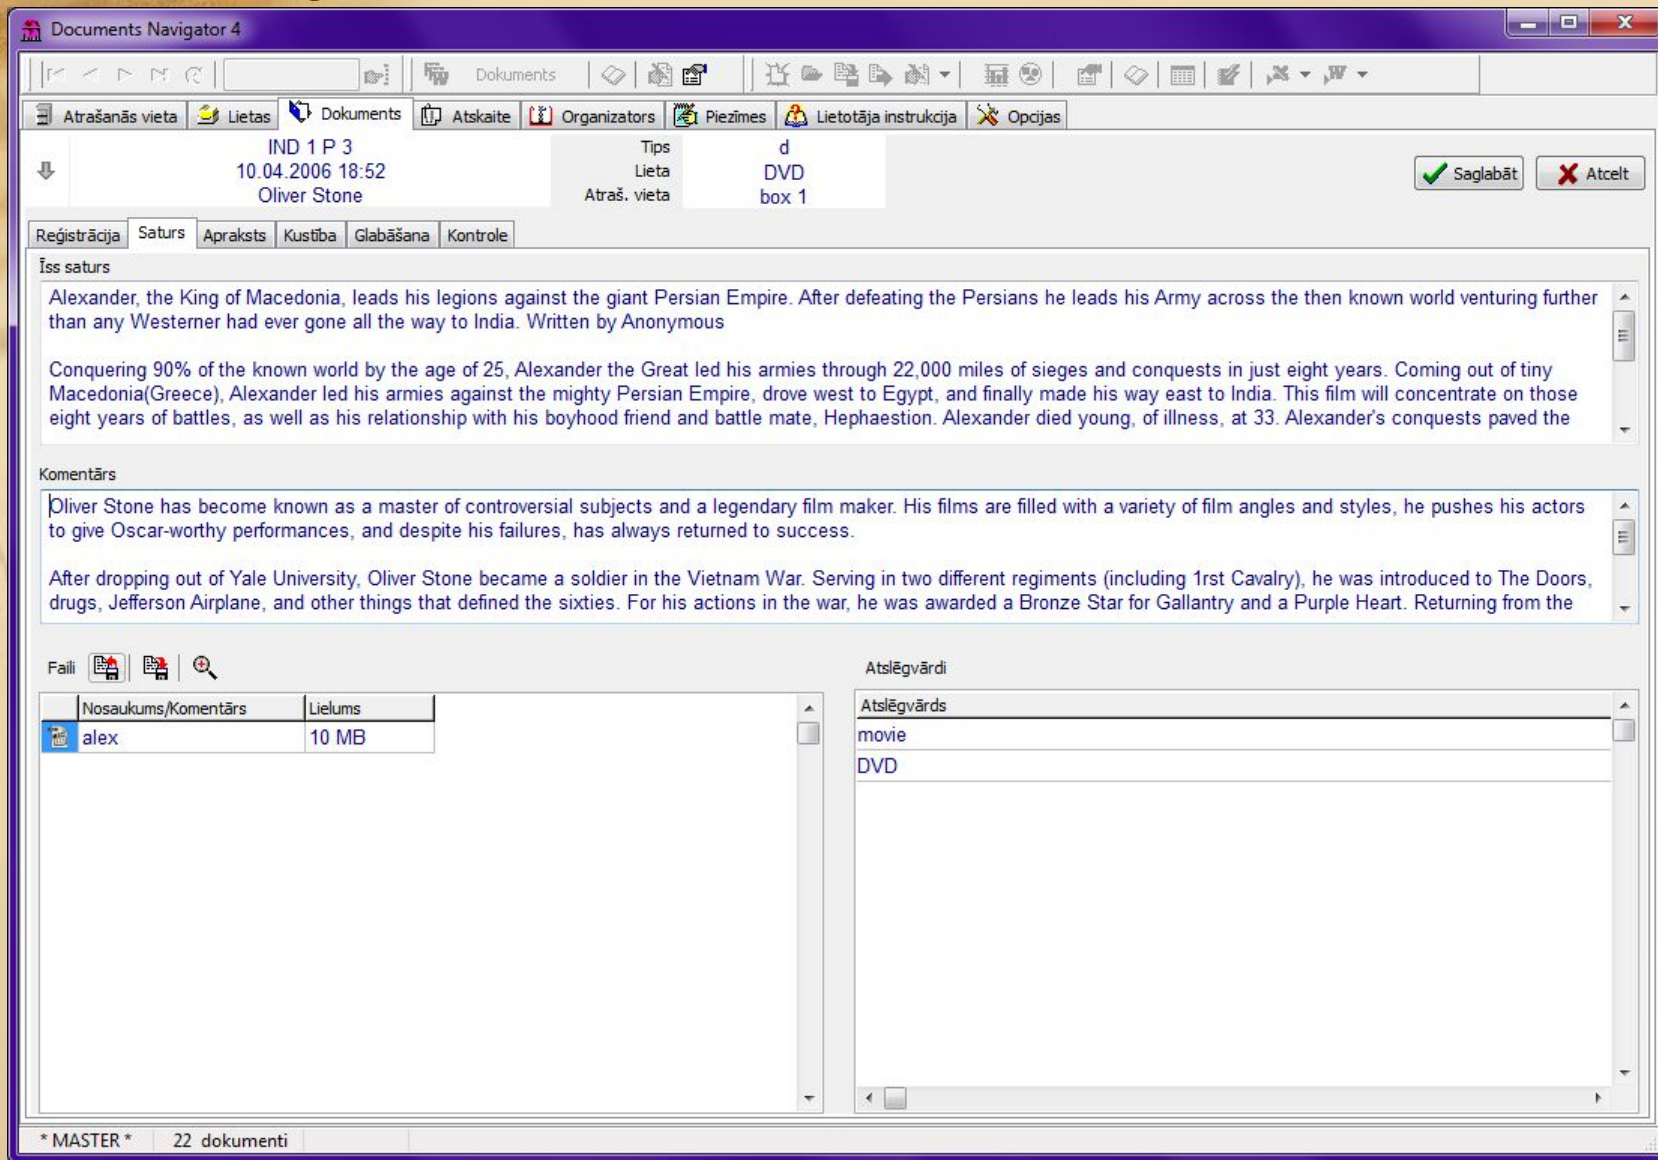 Documents Navigator 4
Dokuments
Atrašanās vieta Lietas Dokuments Atskaite Organizators Piezīmes Lietotāja instrukcija Opcijas
IND 1 P 3 Tips d
10.04.2006 18:52 Lieta DVD
Oliver Stone Atraš. vieta box 1
Saglabāt Atcelt
Reģistrācija Saturs Apraksts Kustība Glabāšana Kontrole
Īss saturs
Alexander, the King of Macedonia, leads his legions against the giant Persian Empire. After defeating the Persians he leads his Army across the then known world venturing further
than any Westerner had ever gone all the way to India. Written by Anonymous
Conquering 90% of the known world by the age of 25, Alexander the Great led his armies through 22,000 miles of sieges and conquests in just eight years. Coming out of tiny
Macedonia(Greece), Alexander led his armies against the mighty Persian Empire, drove west to Egypt, and finally made his way east to India. This film will concentrate on those
eight years of battles, as well as his relationship with his boyhood friend and battle mate, Hephaestion. Alexander died young, of illness, at 33. Alexander's conquests paved the
Komentārs
Oliver Stone has become known as a master of controversial subjects and a legendary film maker. His films are filled with a variety of film angles and styles, he pushes his actors
to give Oscar-worthy performances, and despite his failures, has always returned to success.
After dropping out of Yale University, Oliver Stone became a soldier in the Vietnam War. Serving in two different regiments (including 1rst Cavalry), he was introduced to The Doors,
drugs, Jefferson Airplane, and other things that defined the sixties. For his actions in the war, he was awarded a Bronze Star for Gallantry and a Purple Heart. Returning from the
Faili Atslēgvārdi
Nosaukums/Komentārs Lielums Atslēgvārds
alex 10 MB movie
DVD
* MASTER * 22 dokumenti